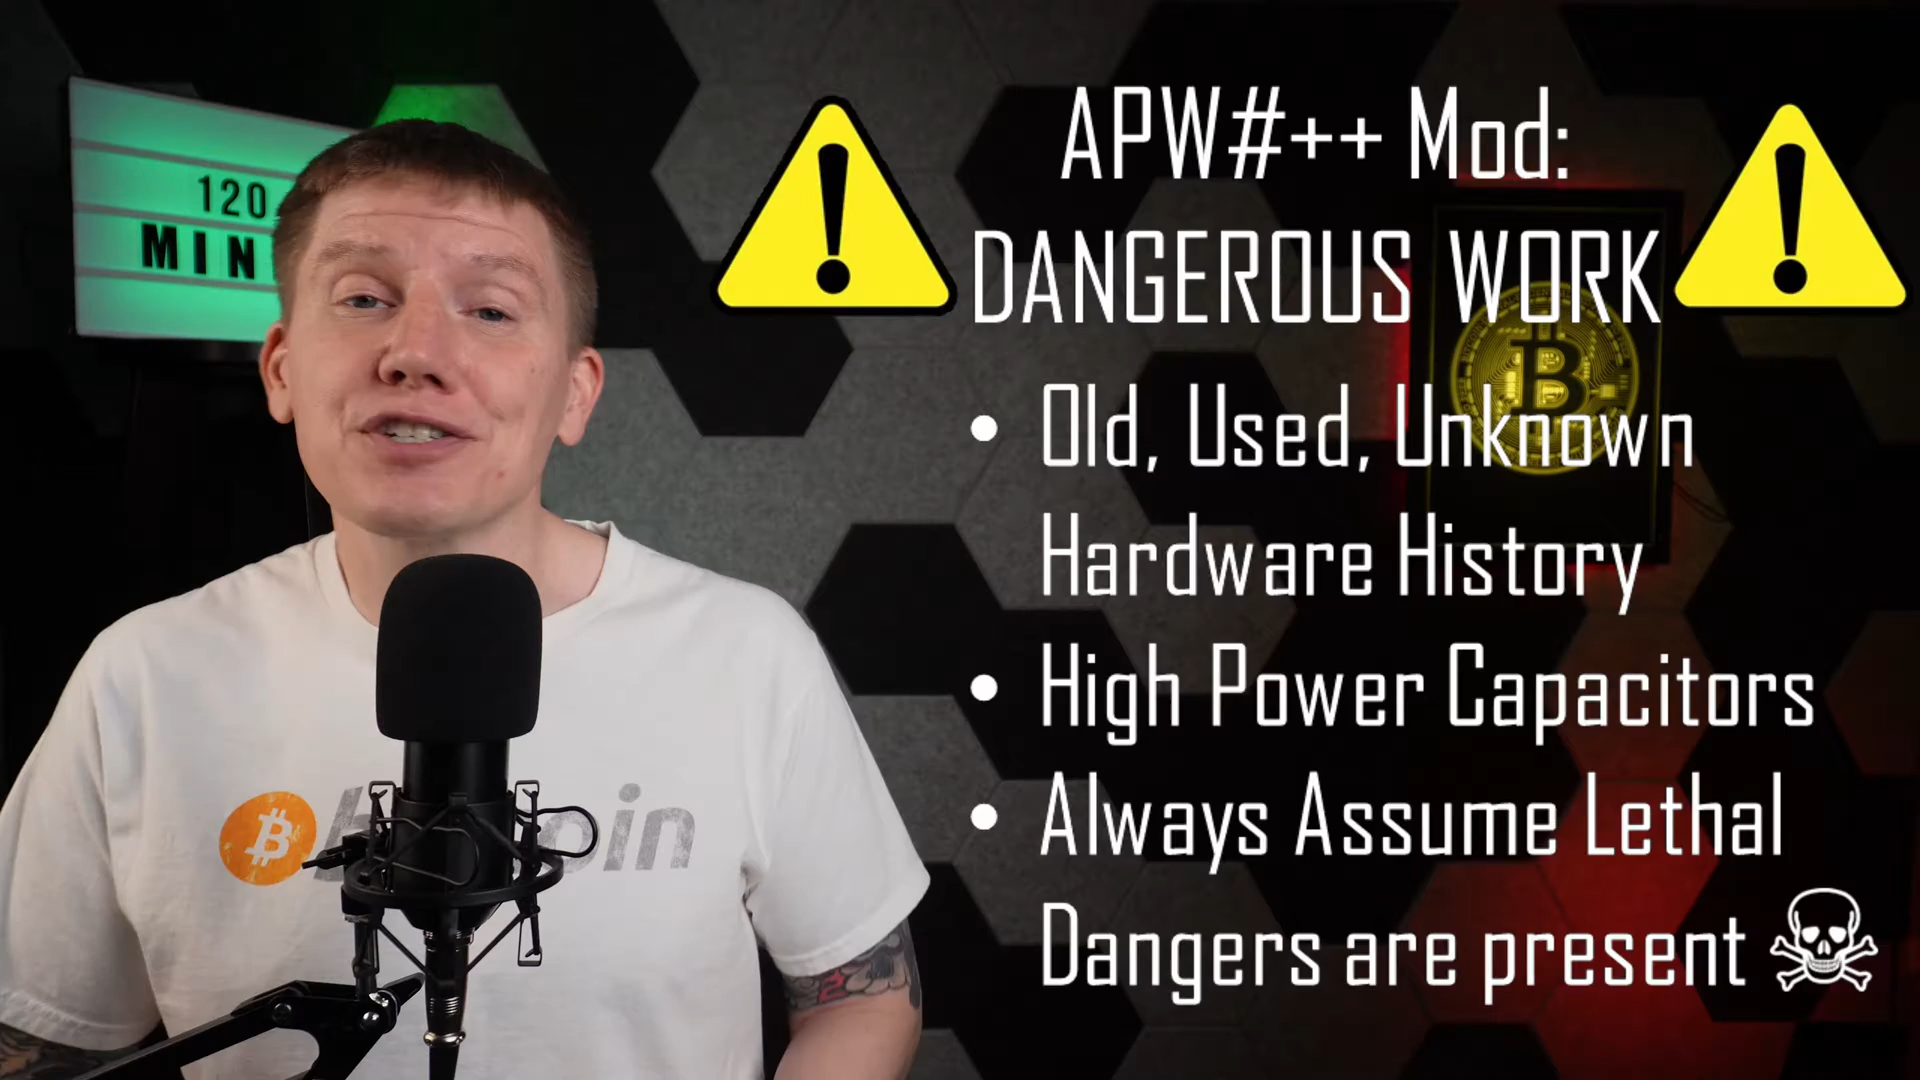 120
MIN
APW#++ Mod:
DANGEROUS WORK
• Old, Used, Unknown
Hardware History
• High Power Capacitors
• Always Assume Lethal
Dangers are present